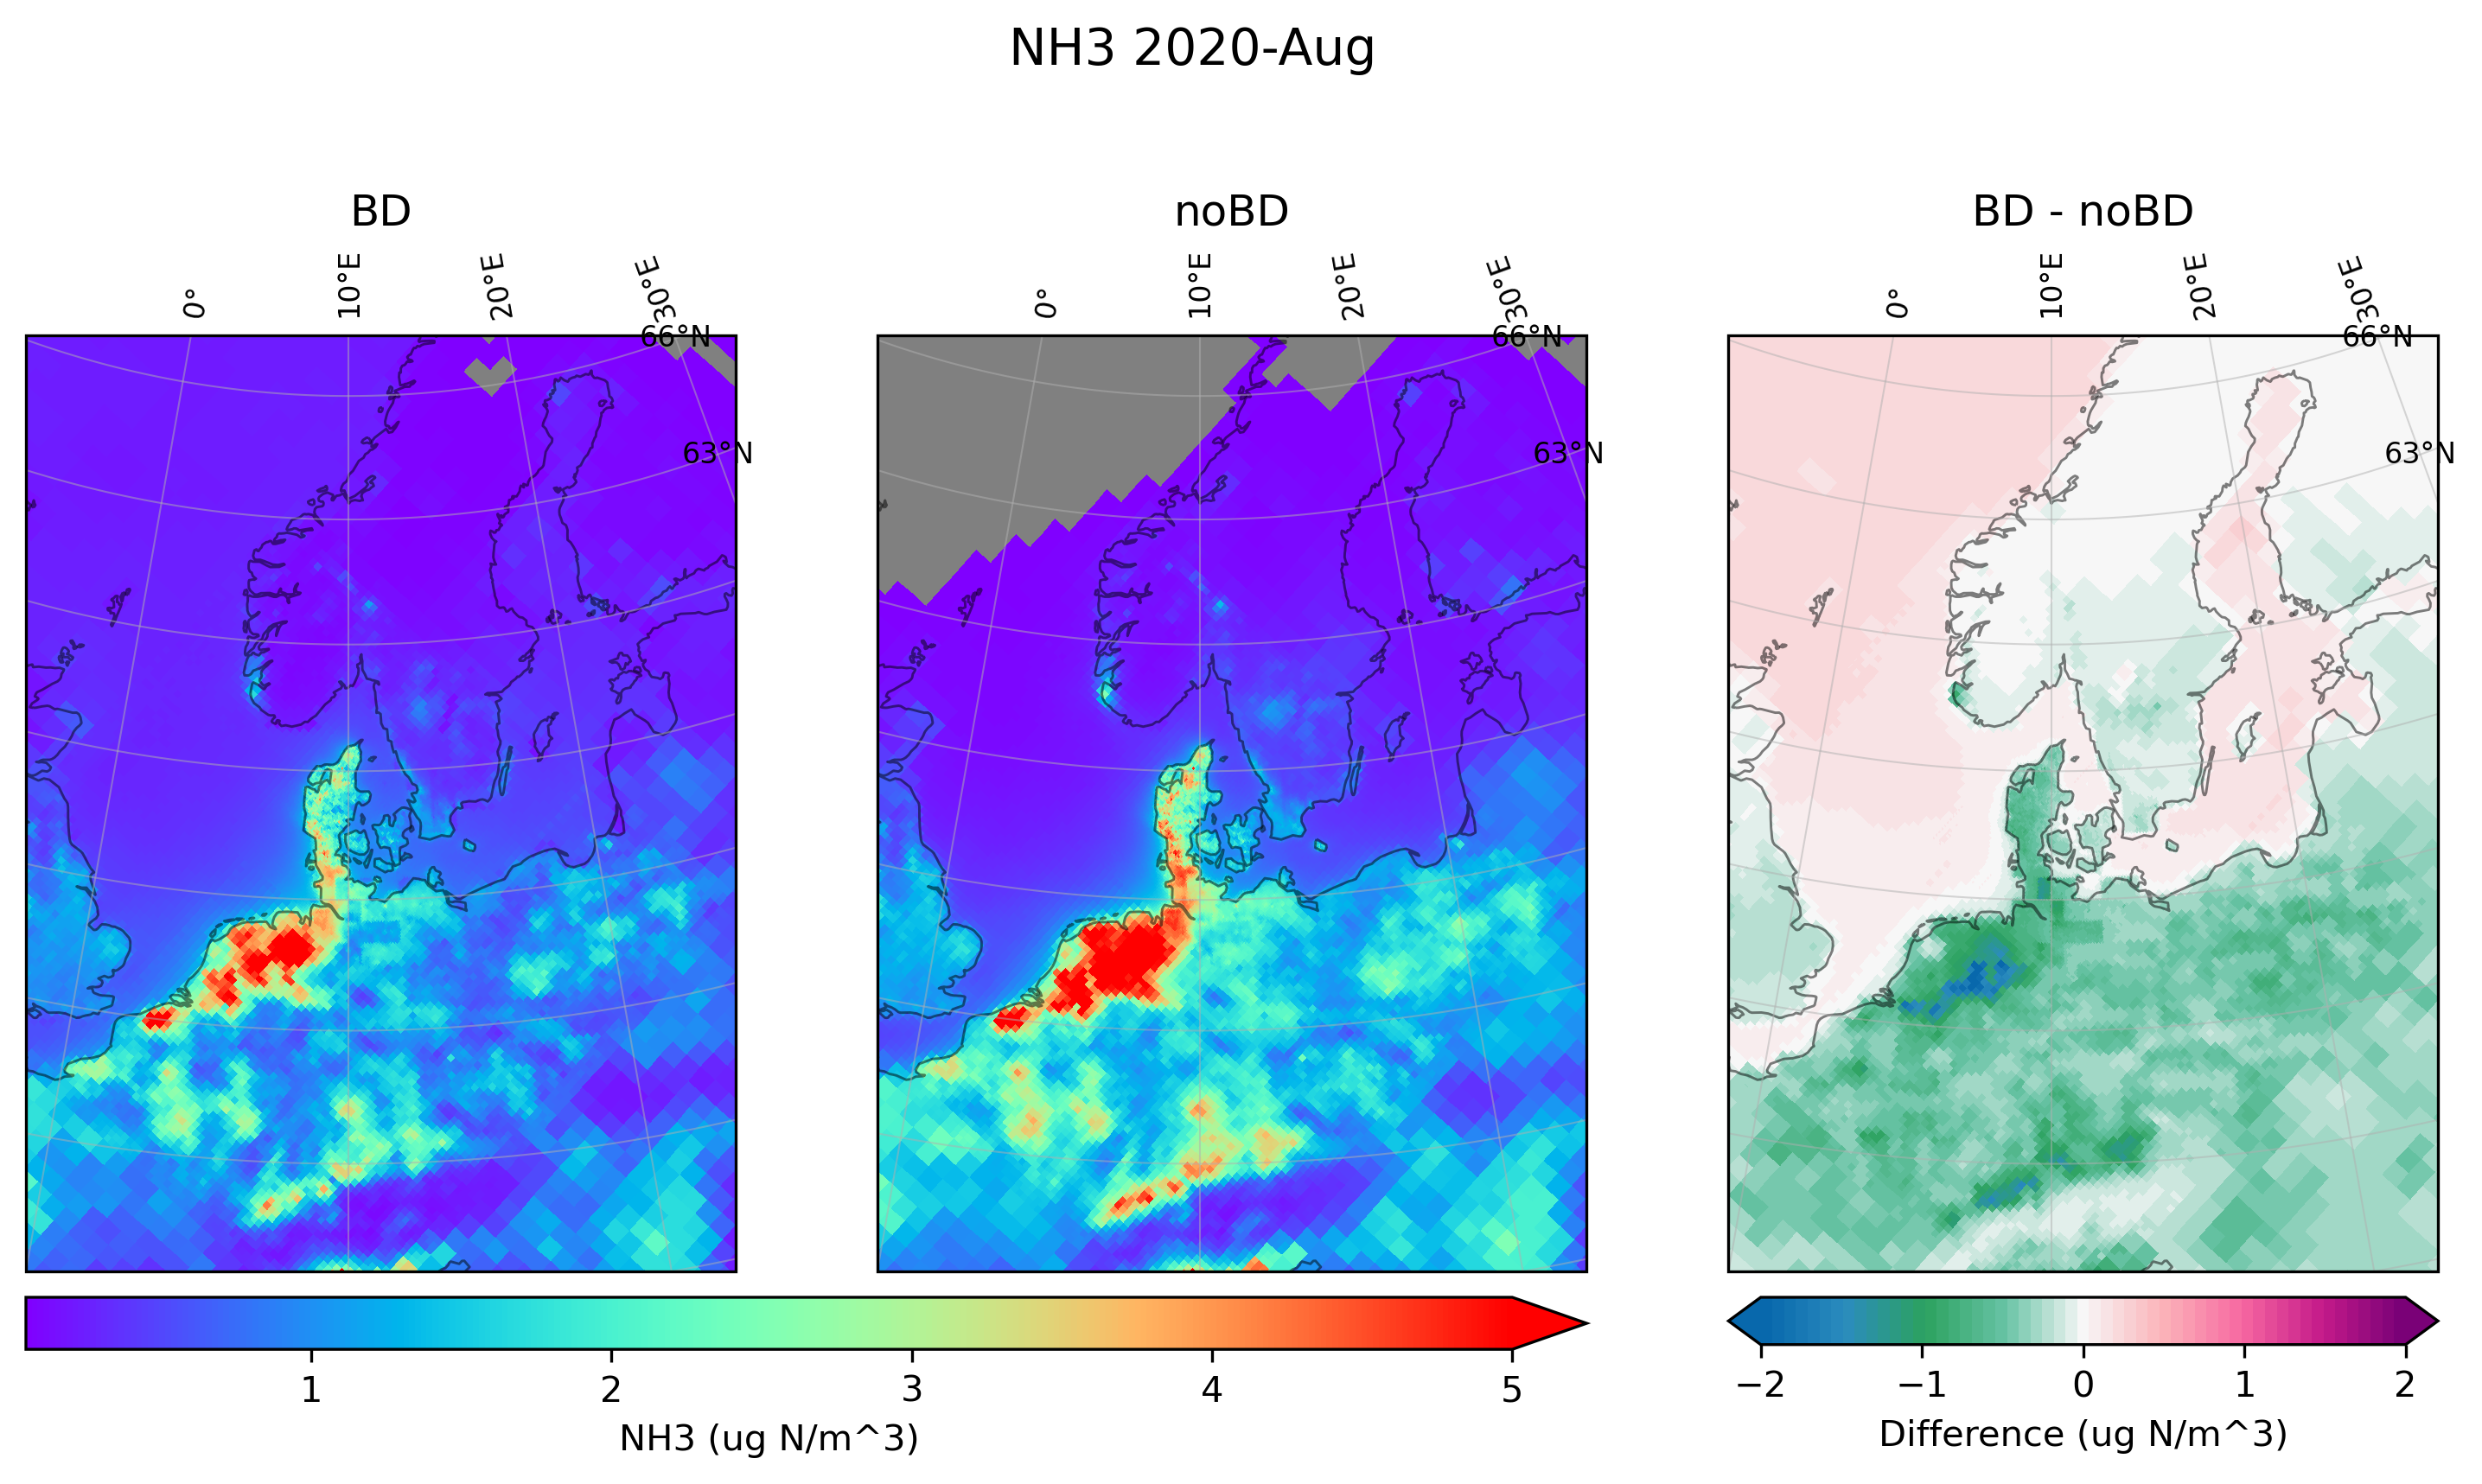 NH3 2020-Aug
BD
noBD
BD - noBD
0° 10°E 20°E 30°E
0° 10°E 20°E 30°E
0° 10°E 20°E 30°E
66°N 66°N 66°N
63°N 63°N 63°N
1 2 3 4 5
NH3 (ug N/m^3)
−2 −1 0 1 2
Difference (ug N/m^3)